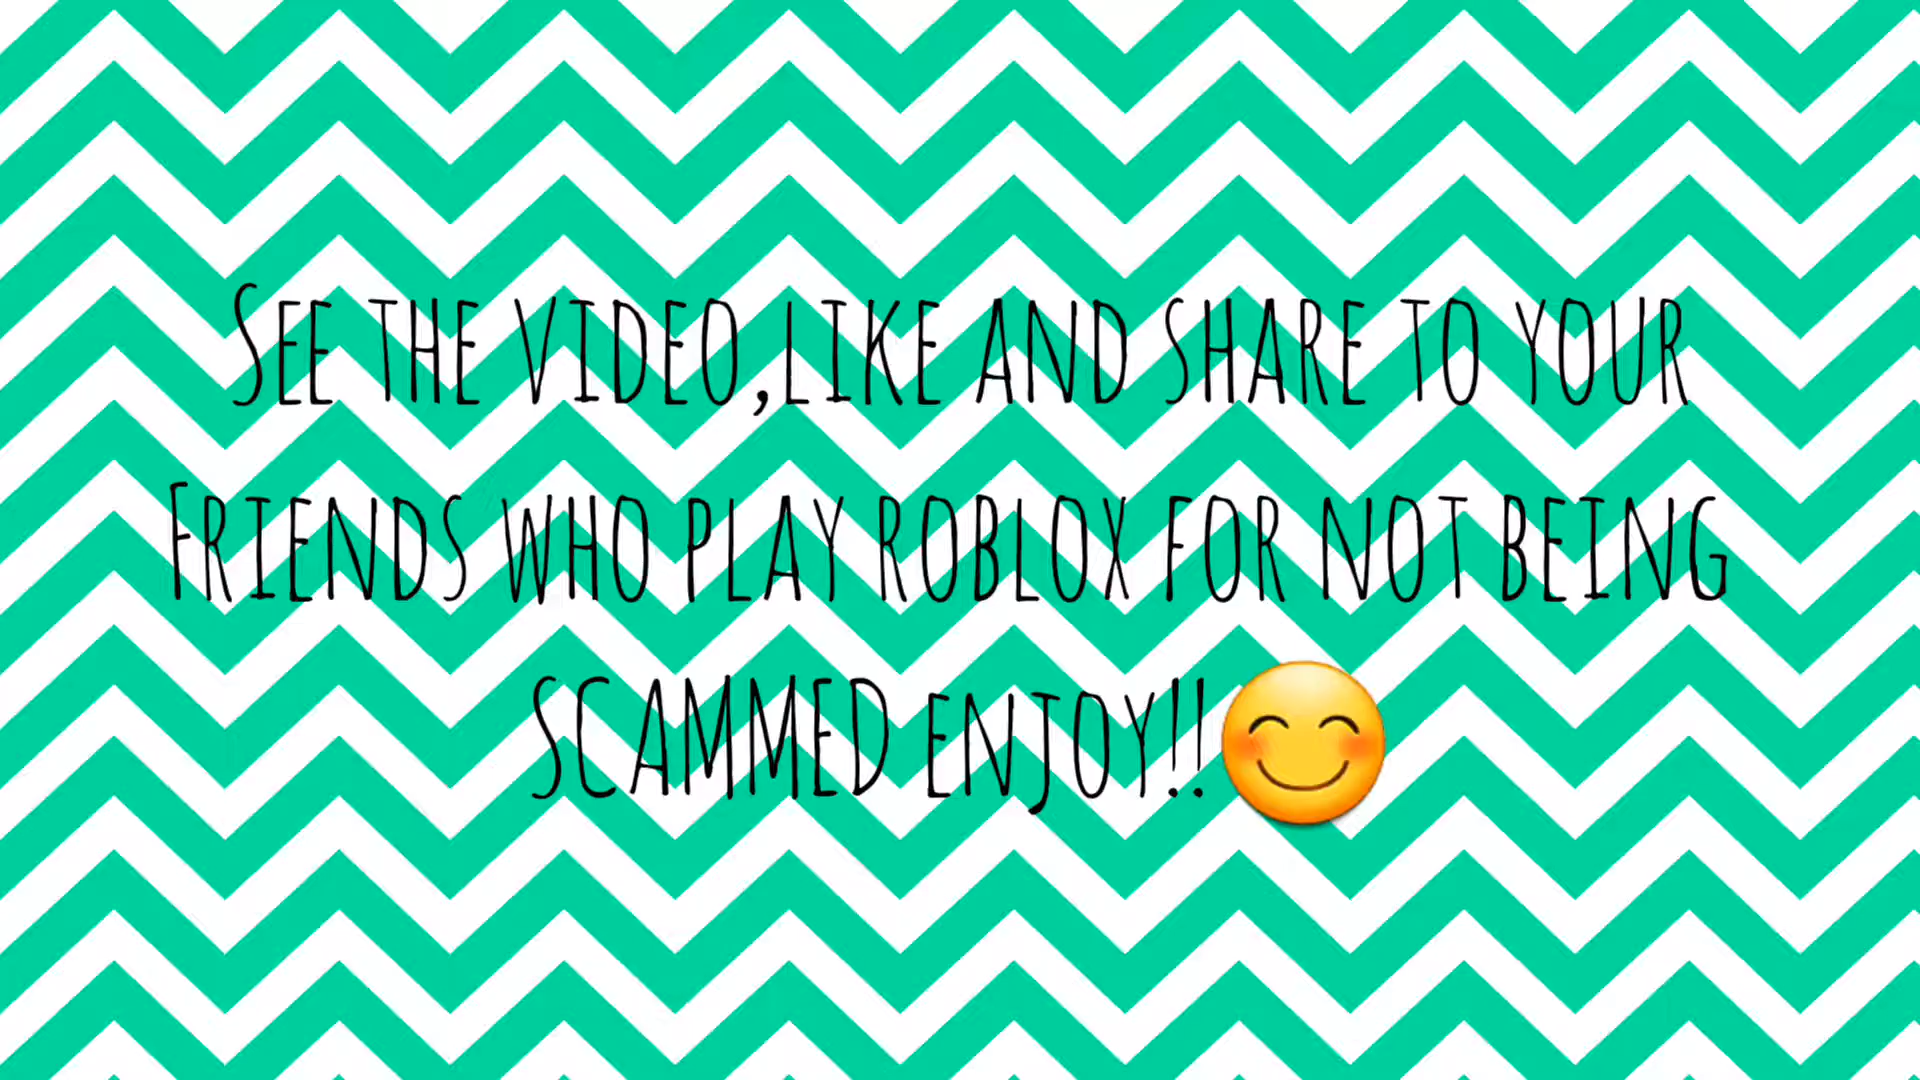 See the video,like and share to your
Friends who play roblox for not being
SCAMMED enjoy!!😊